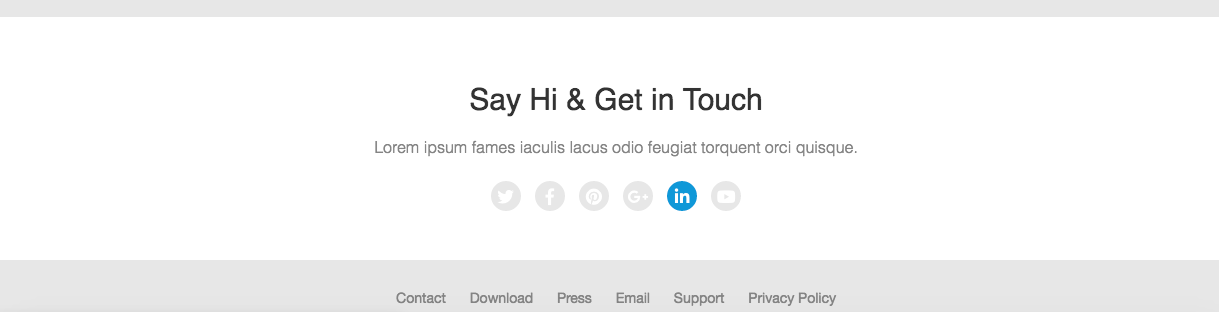 Say Hi & Get in Touch
Lorem ipsum fames iaculis lacus odio feugiat torquent orci quisque.
Contact Download Press Email Support Privacy Policy